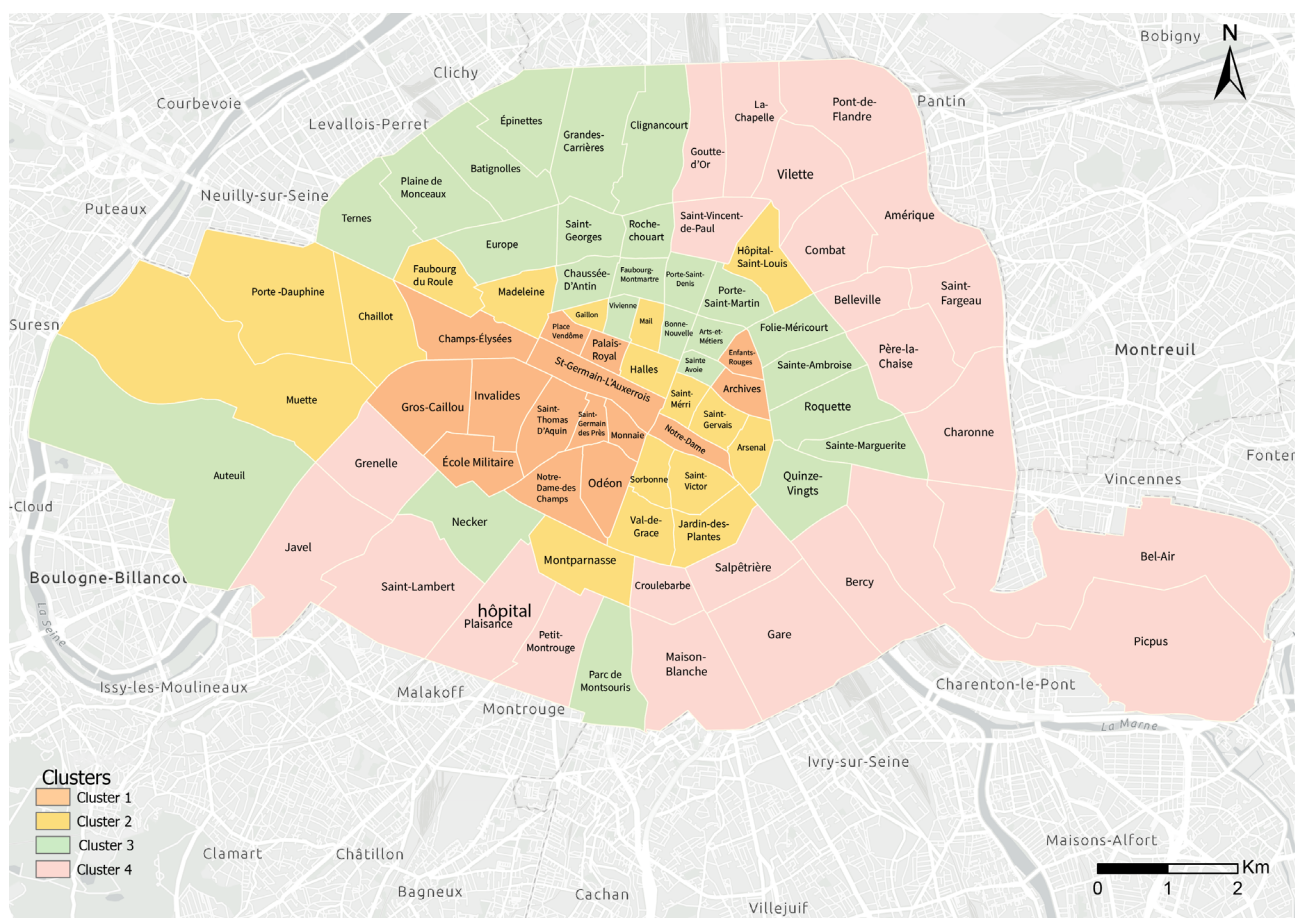 N
Bobigny
Clichy
Courbevoie
Pantin
Levallois-Perret
La-
Chapelle
Pont-de-
Flandre
Épinettes
Grandes-
Carrières
Clignancourt
Goutte-
d'Or
Batignolles
Vilette
Neuilly-sur-Seine
Plaine de
Monceaux
Puteaux
Ternes
Saint-
Georges
Roche-
chouart
Saint-Vincent-
de-Paul
Amérique
Europe
Combat
Hôpital-
Saint-Louis
Faubourg
du Roule
Chaussée-
D'Antin
Faubourg-
Montmartre
Porte-Saint-
Denis
Porte-
Saint-Martin
Porte -Dauphine
Madeleine
Belleville
Saint-
Fargeau
Chaillot
Gaillon
Vivienne
Mail
Suresn
Bonne-
Nouvelle
Arts-et-
Métiers
Folie-Méricourt
Champs-Élysées
Place
Vendôme
Palais-
Royal
Enfants-
Rouges
Père-la-
Chaise
Montreuil
St-Germain-L'Auxerrois
Halles
Sainte
Avoie
Sainte-Ambroise
Archives
Muette
Gros-Caillou
Invalides
Saint-
Mérri
Roquette
Saint-
Thomas
D'Aquin
Saint-
Germain
des Près
Monnaie
Saint-
Gervais
Notre-Dame
Arsenal
Sainte-Marguerite
Charonne
Fonter
Grenelle
École Militaire
Auteuil
Notre-
Dame-des
Champs
Odéon
Sorbonne
Saint-
Victor
Quinze-
Vingts
Vincennes
-Cloud
Necker
Val-de-
Grace
Jardin-des-
Plantes
Javel
Montparnasse
Salpêtrière
Bel-Air
Boulogne-Billancou
Saint-Lambert
Croulebarbe
Bercy
La Seine
hôpital
Plaisance
Petit-
Montrouge
Gare
Picpus
Maison-
Blanche
Issy-les-Moulineaux
Malakoff
Parc de
Montsouris
Charenton-le-Pont
Montrouge
La Marne
Ivry-sur-Seine
Clusters
Cluster 1
Cluster 2
Cluster 3
Cluster 4
Clamart
Châtillon
Maisons-Alfort
Bagneux
Cachan
Villejuif
Km
0 1 2